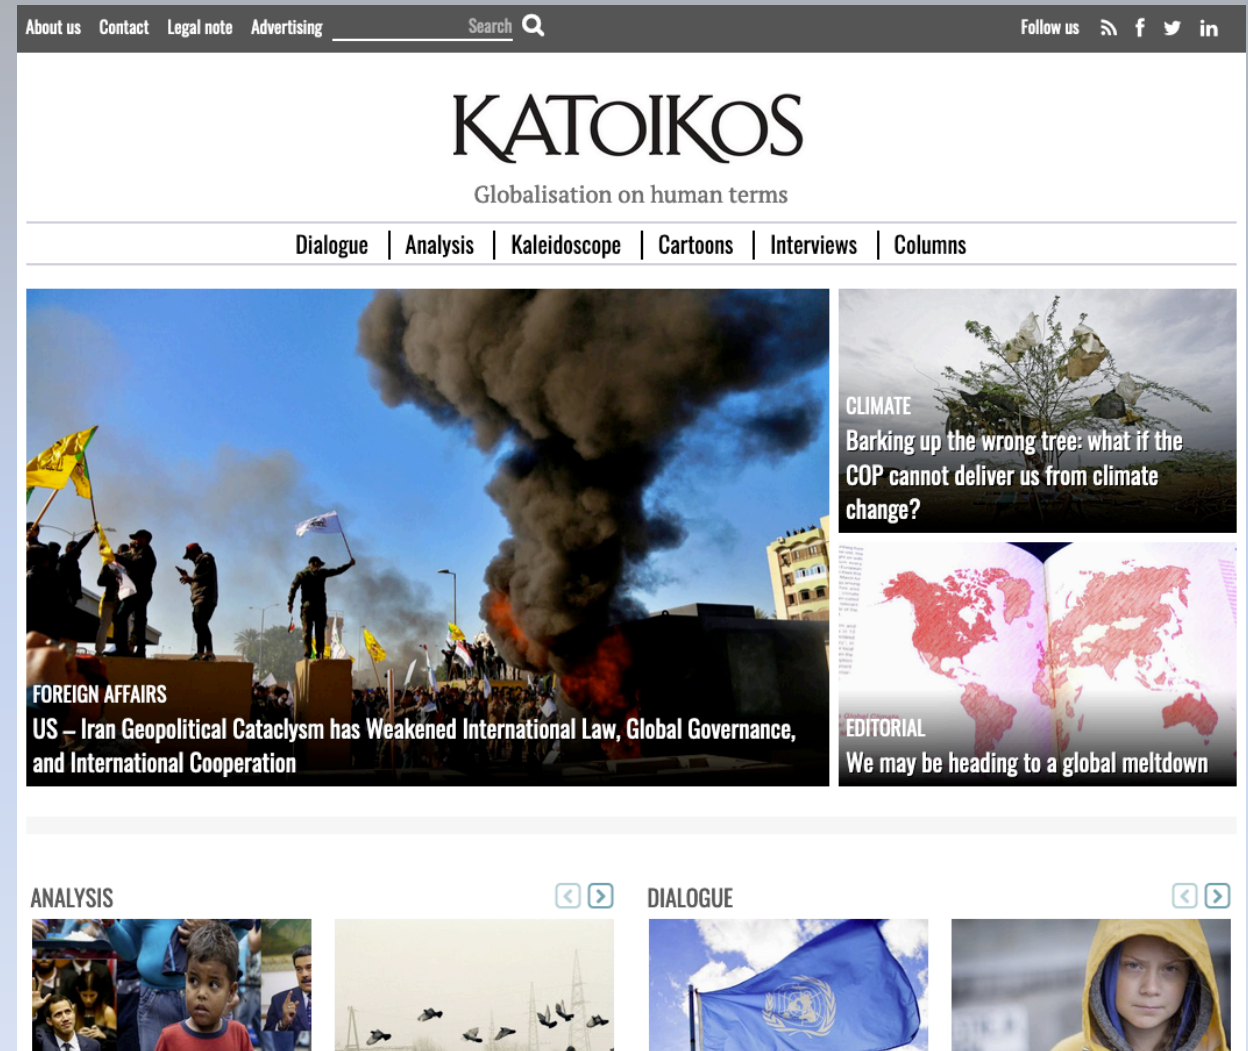 About us Contact Legal note Advertising Search Follow us
KATOIKOS
Globalisation on human terms
Dialogue Analysis Kaleidoscope Cartoons Interviews Columns
FOREIGN AFFAIRS
US – Iran Geopolitical Cataclysm has Weakened International Law, Global Governance,
and International Cooperation
CLIMATE
Barking up the wrong tree: what if the
COP cannot deliver us from climate
change?
EDITORIAL
We may be heading to a global meltdown
ANALYSIS
DIALOGUE